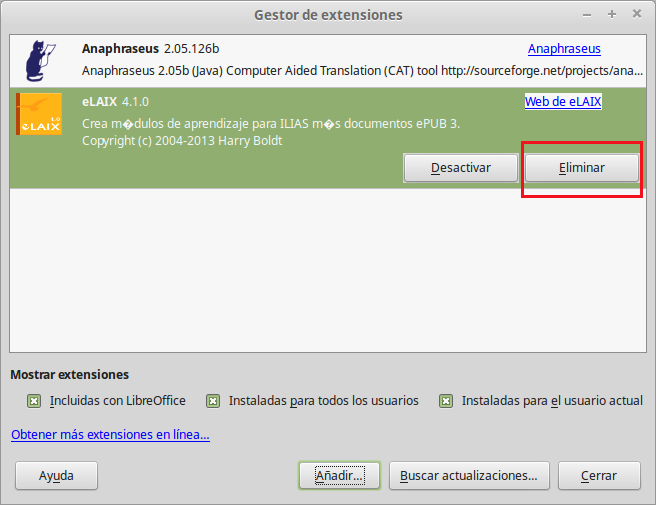 Gestor de extensiones
Anaphraseus 2.05.126b Anaphraseus
Anaphraseus 2.05b (Java) Computer Aided Translation (CAT) tool http://sourceforge.net/projects/ana...
eLAIX 4.1.0 Web de eLAIX
1.0
eLAIX
Crea m�dulos de aprendizaje para ILIAS m�s documentos ePUB 3.
Copyright (c) 2004-2013 Harry Boldt
Desactivar Eliminar
Mostrar extensiones
Incluidas con LibreOffice Instaladas para todos los usuarios Instaladas para el usuario actual
Obtener más extensiones en línea...
Ayuda Añadir... Buscar actualizaciones... Cerrar